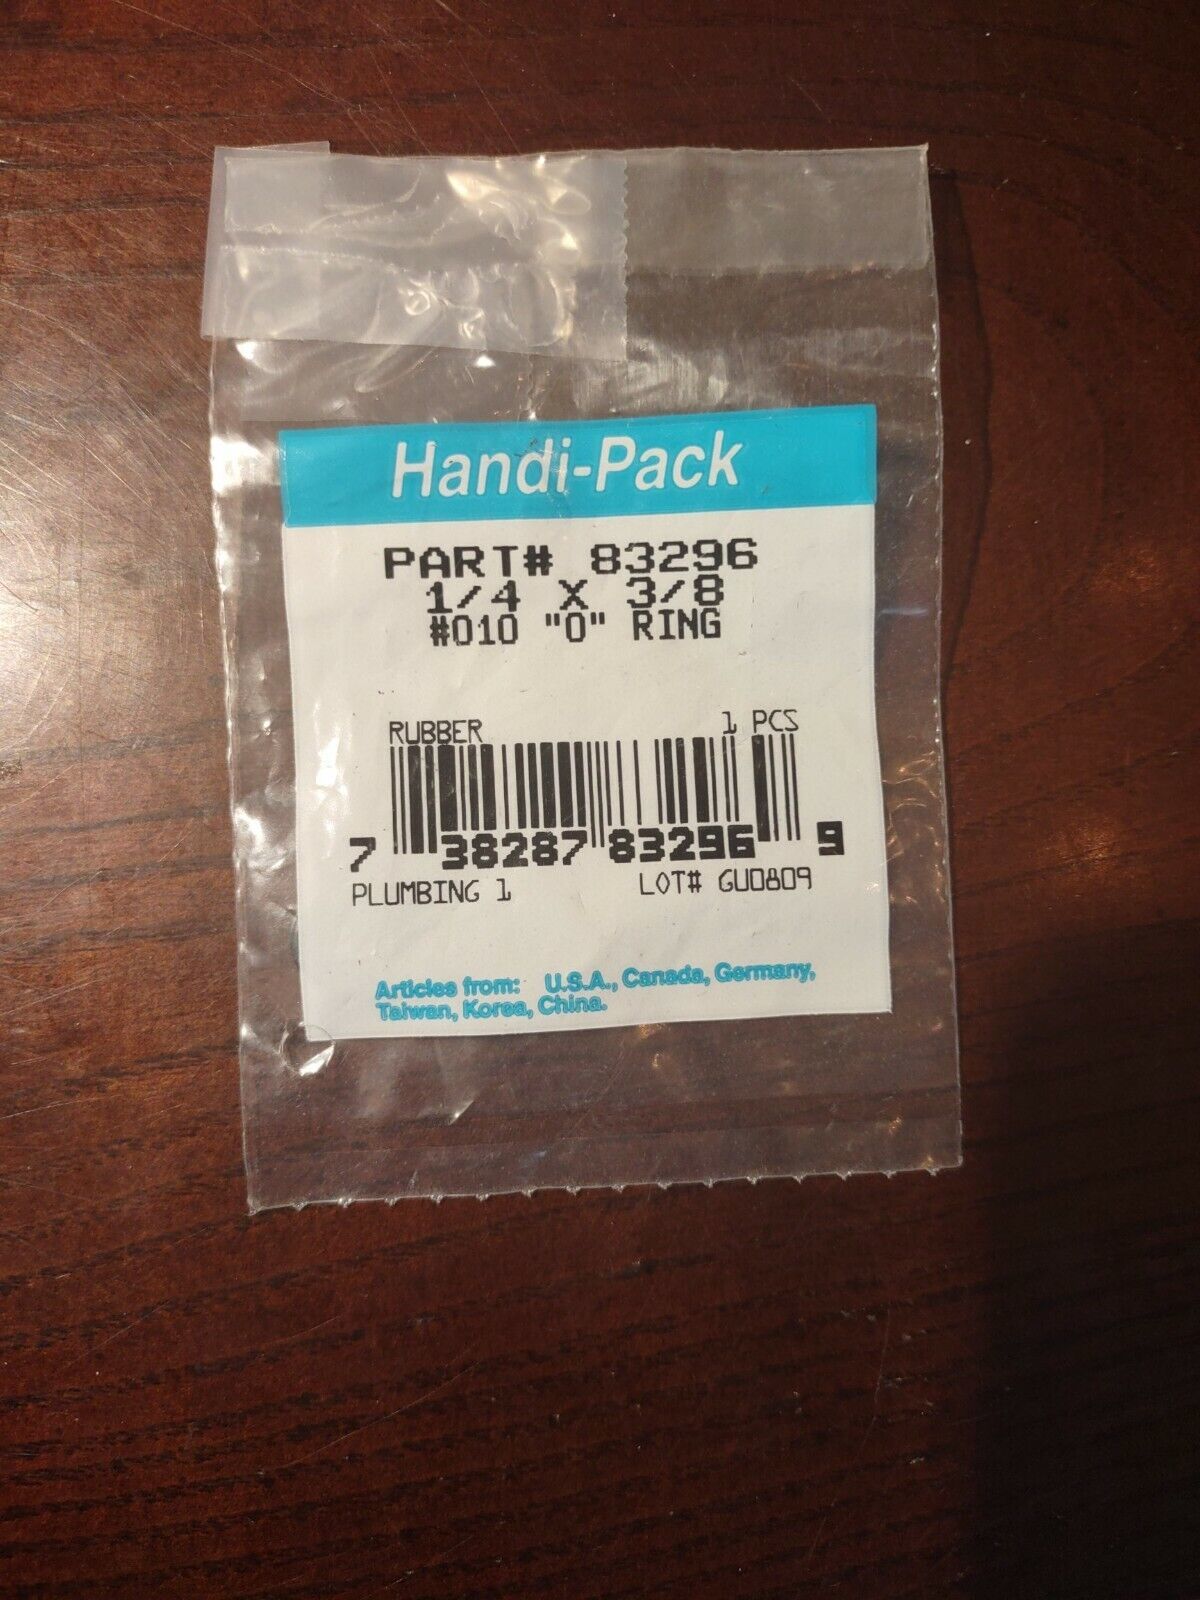 Handi-Pack
PART# 83296
1/4 X 3/8
#010 "O" RING
RUBBER 1 PCS
7 38287 83296 9
PLUMBING 1 LOT# GU0809
Articles from: U.S.A., Canada, Germany,
Taiwan, Korea, China.